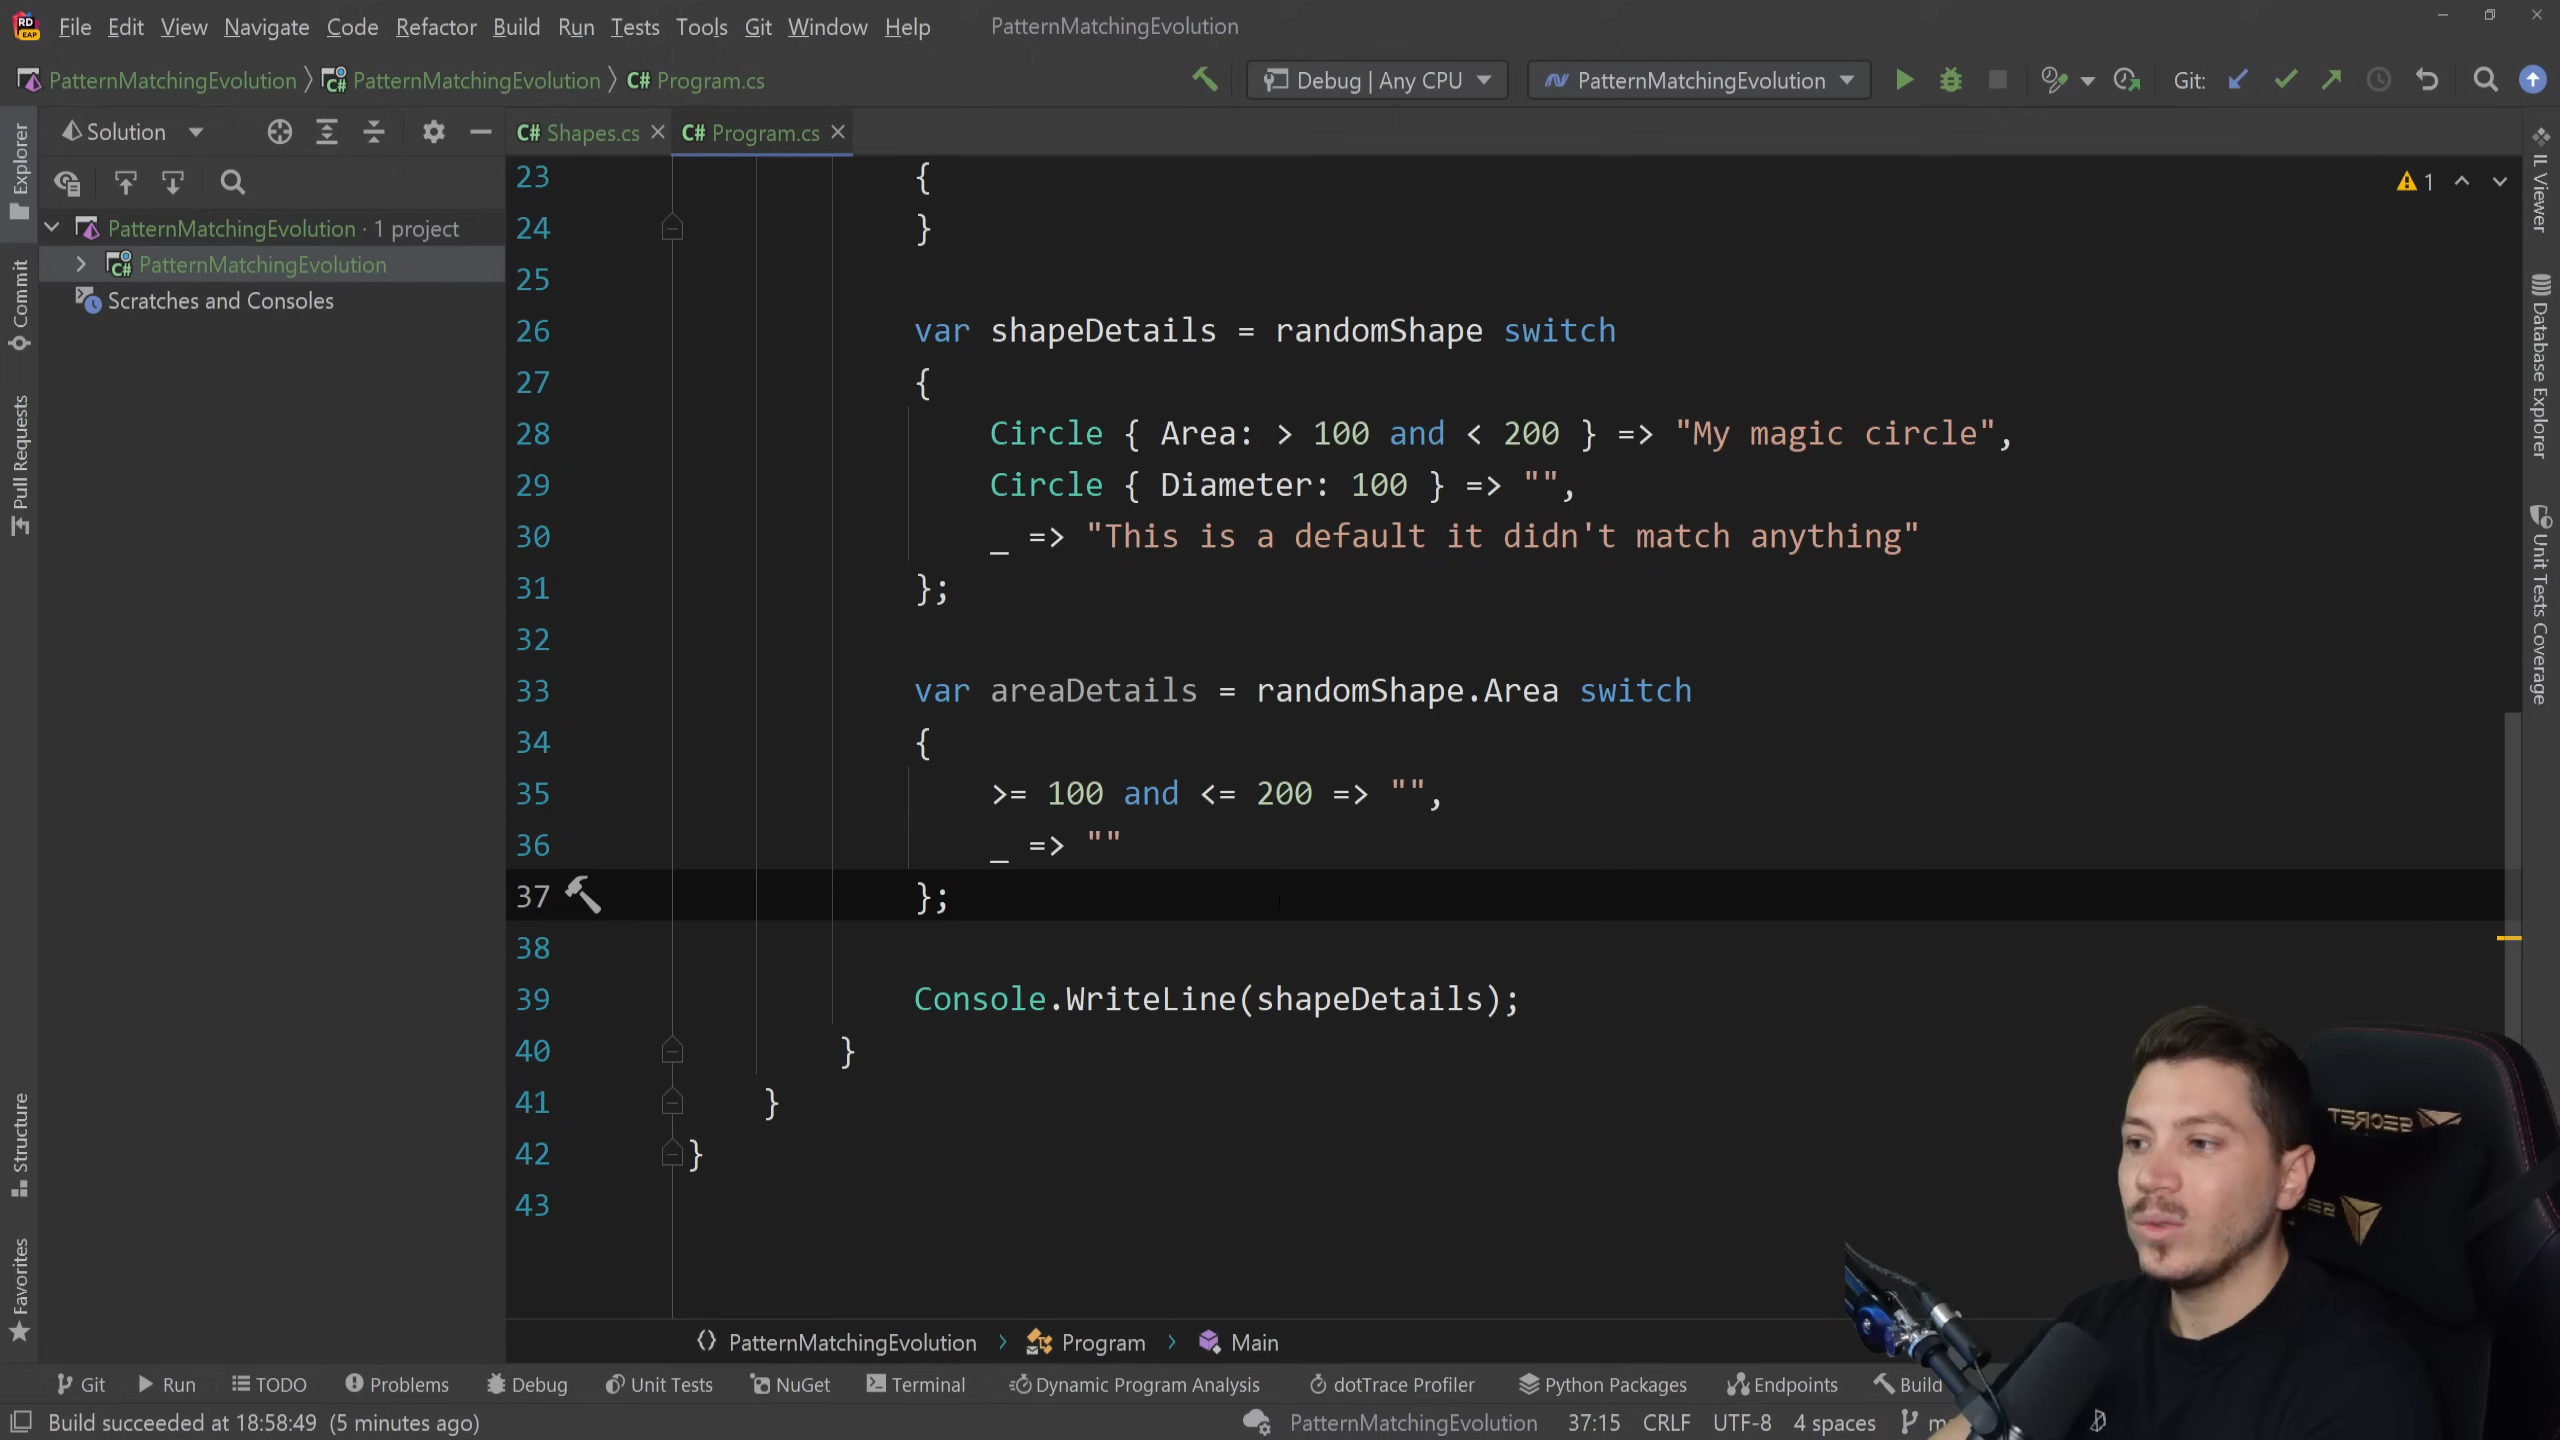 File Edit View Navigate Code Refactor Build Run Tests Tools Git Window Help PatternMatchingEvolution
PatternMatchingEvolution PatternMatchingEvolution C# Program.cs Debug | Any CPU PatternMatchingEvolution Git:
Solution
C# Shapes.cs C# Program.cs
PatternMatchingEvolution · 1 project
PatternMatchingEvolution
Scratches and Consoles
Explorer
Commit
Pull Requests
Structure
Favorites
1
23 {
24 }
25
26 var shapeDetails = randomShape switch
27 {
28 Circle { Area: > 100 and < 200 } => "My magic circle",
29 Circle { Diameter: 100 } => "",
30 _ => "This is a default it didn't match anything"
31 };
32
33 var areaDetails = randomShape.Area switch
34 {
35 >= 100 and <= 200 => "",
36 _ => ""
37 };
38
39 Console.WriteLine(shapeDetails);
40 }
41 }
42 }
43
IL Viewer
Database Explorer
Unit Tests Coverage
SECRET
PatternMatchingEvolution Program Main
Git Run TODO Problems Debug Unit Tests NuGet Terminal Dynamic Program Analysis dotTrace Profiler Python Packages Endpoints Build
Build succeeded at 18:58:49 (5 minutes ago) PatternMatchingEvolution 37:15 CRLF UTF-8 4 spaces